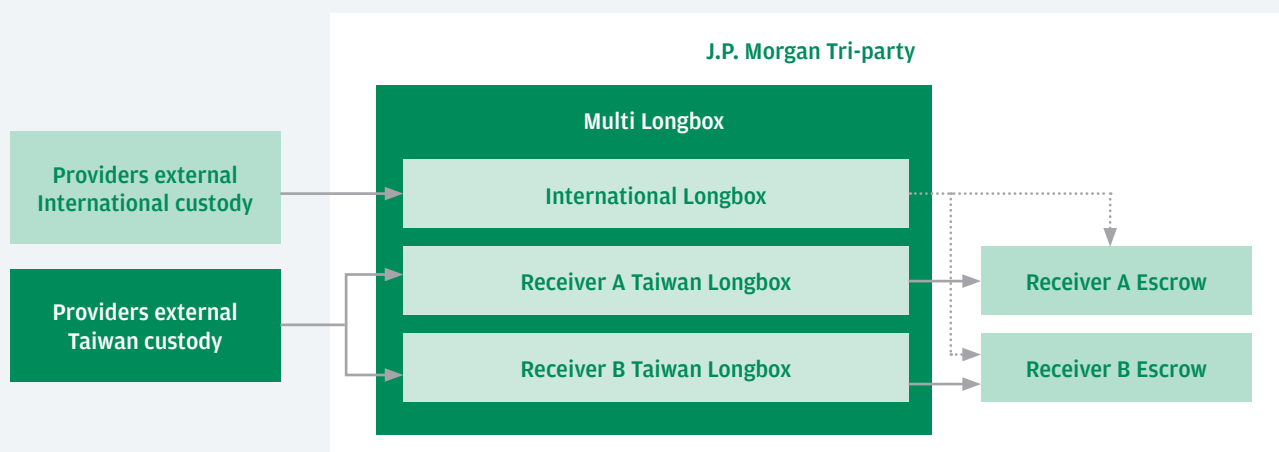 J.P. Morgan Tri-party
Multi Longbox
Providers external
International custody
International Longbox
Receiver A Taiwan Longbox
Receiver A Escrow
Providers external
Taiwan custody
Receiver B Taiwan Longbox
Receiver B Escrow